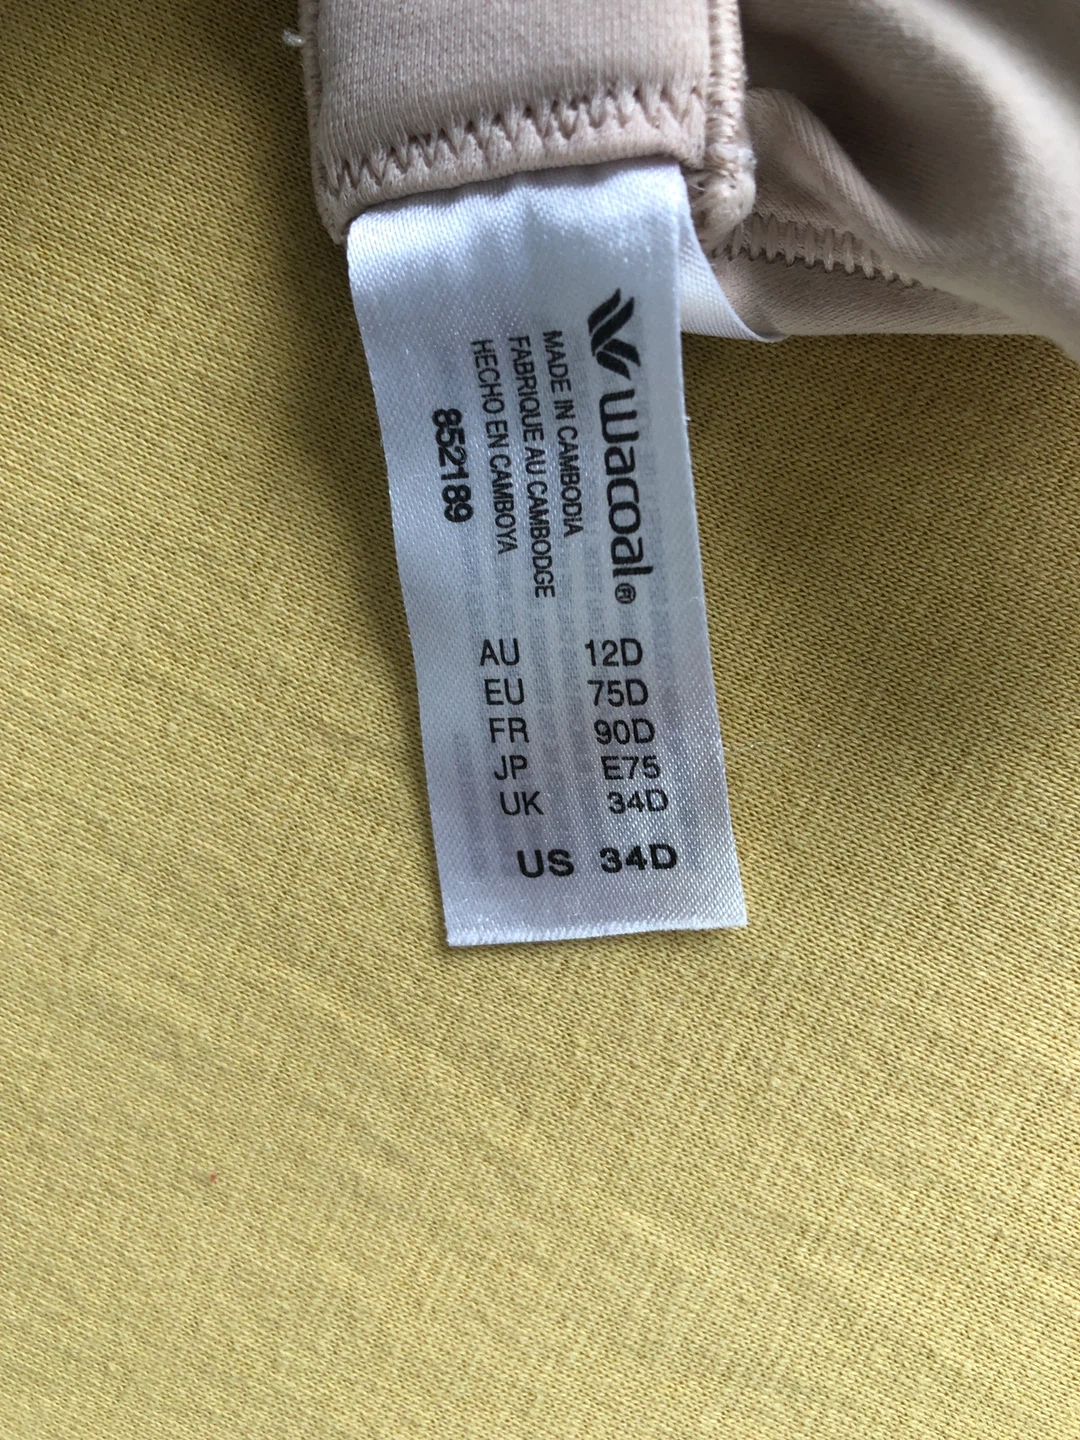 wacoal®
MADE IN CAMBODIA
FABRIQUE AU CAMBODGE
HECHO EN CAMBOYA
852189
AU 12D
EU 75D
FR 90D
JP E75
UK 34D
US 34D